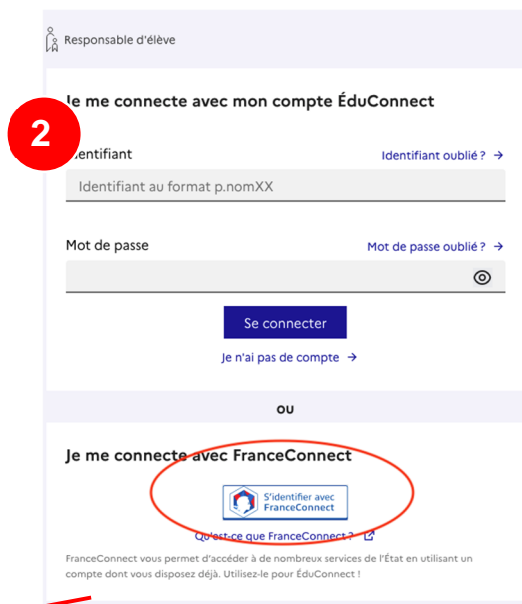 Responsable d'élève
Je me connecte avec mon compte ÉduConnect
2
Identifiant oublié ? →
Identifiant au format p.nomXX
Mot de passe
Mot de passe oublié ? →
Se connecter
Je n'ai pas de compte →
OU
Je me connecte avec FranceConnect
S'identifier avec
FranceConnect
Qu'est-ce que FranceConnect ?
FranceConnect vous permet d'accéder à de nombreux services de l'État en utilisant un
compte dont vous disposez déjà. Utilisez-le pour ÉduConnect !